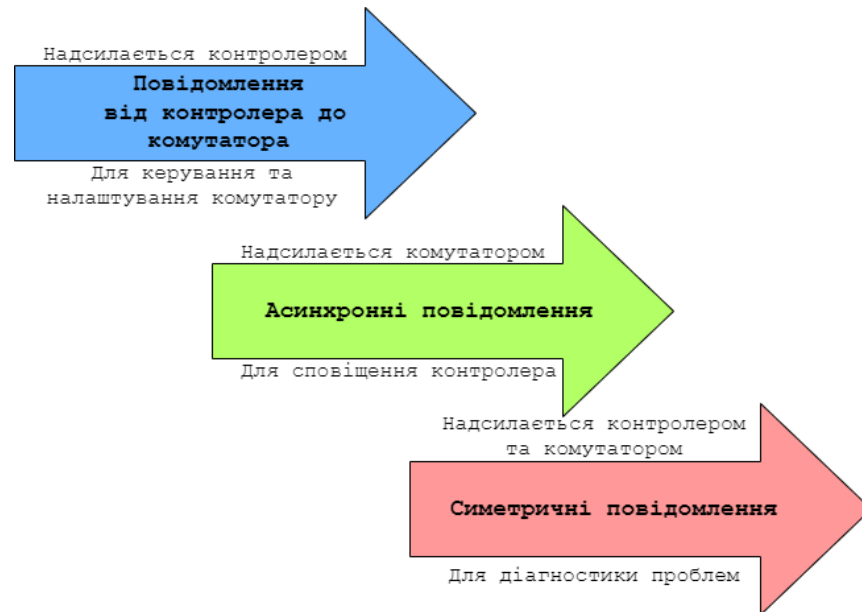 Надсилається контролером
Повідомлення
від контролера до
комутатора
Для керування та
налаштування комутатору
Надсилається комутатором
Асинхронні повідомлення
Для сповіщення контролера
Надсилається контролером
та комутатором
Симетричні повідомлення
Для діагностики проблем